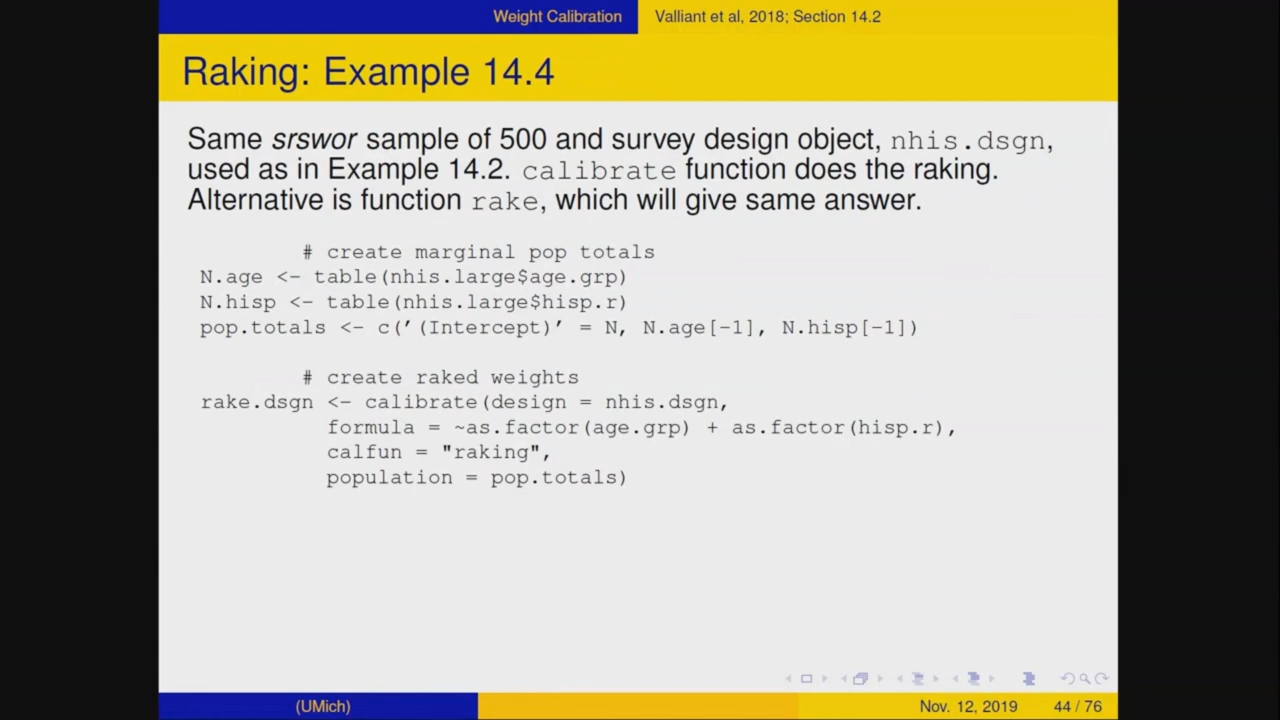 Weight Calibration Valliant et al, 2018; Section 14.2
Raking: Example 14.4
Same srswor sample of 500 and survey design object, nhis.dsgn,
used as in Example 14.2. calibrate function does the raking.
Alternative is function rake, which will give same answer.
# create marginal pop totals
N.age <- table(nhis.large$age.grp)
N.hisp <- table(nhis.large$hisp.r)
pop.totals <- c('(Intercept)' = N, N.age[-1], N.hisp[-1])
# create raked weights
rake.dsgn <- calibrate(design = nhis.dsgn,
formula = ~as.factor(age.grp) + as.factor(hisp.r),
calfun = "raking",
population = pop.totals)
(UMich) Nov. 12, 2019 44 / 76